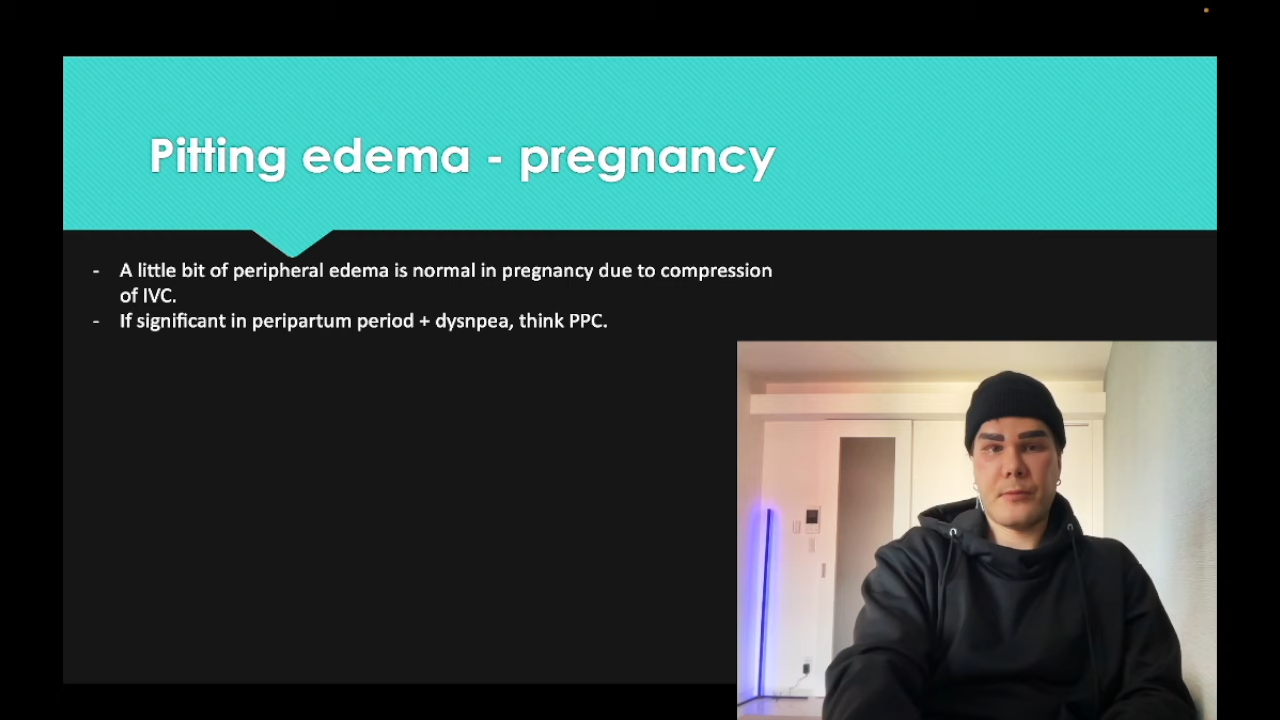 Pitting edema - pregnancy
- A little bit of peripheral edema is normal in pregnancy due to compression
of IVC.
- If significant in peripartum period + dysnpea, think PPC.